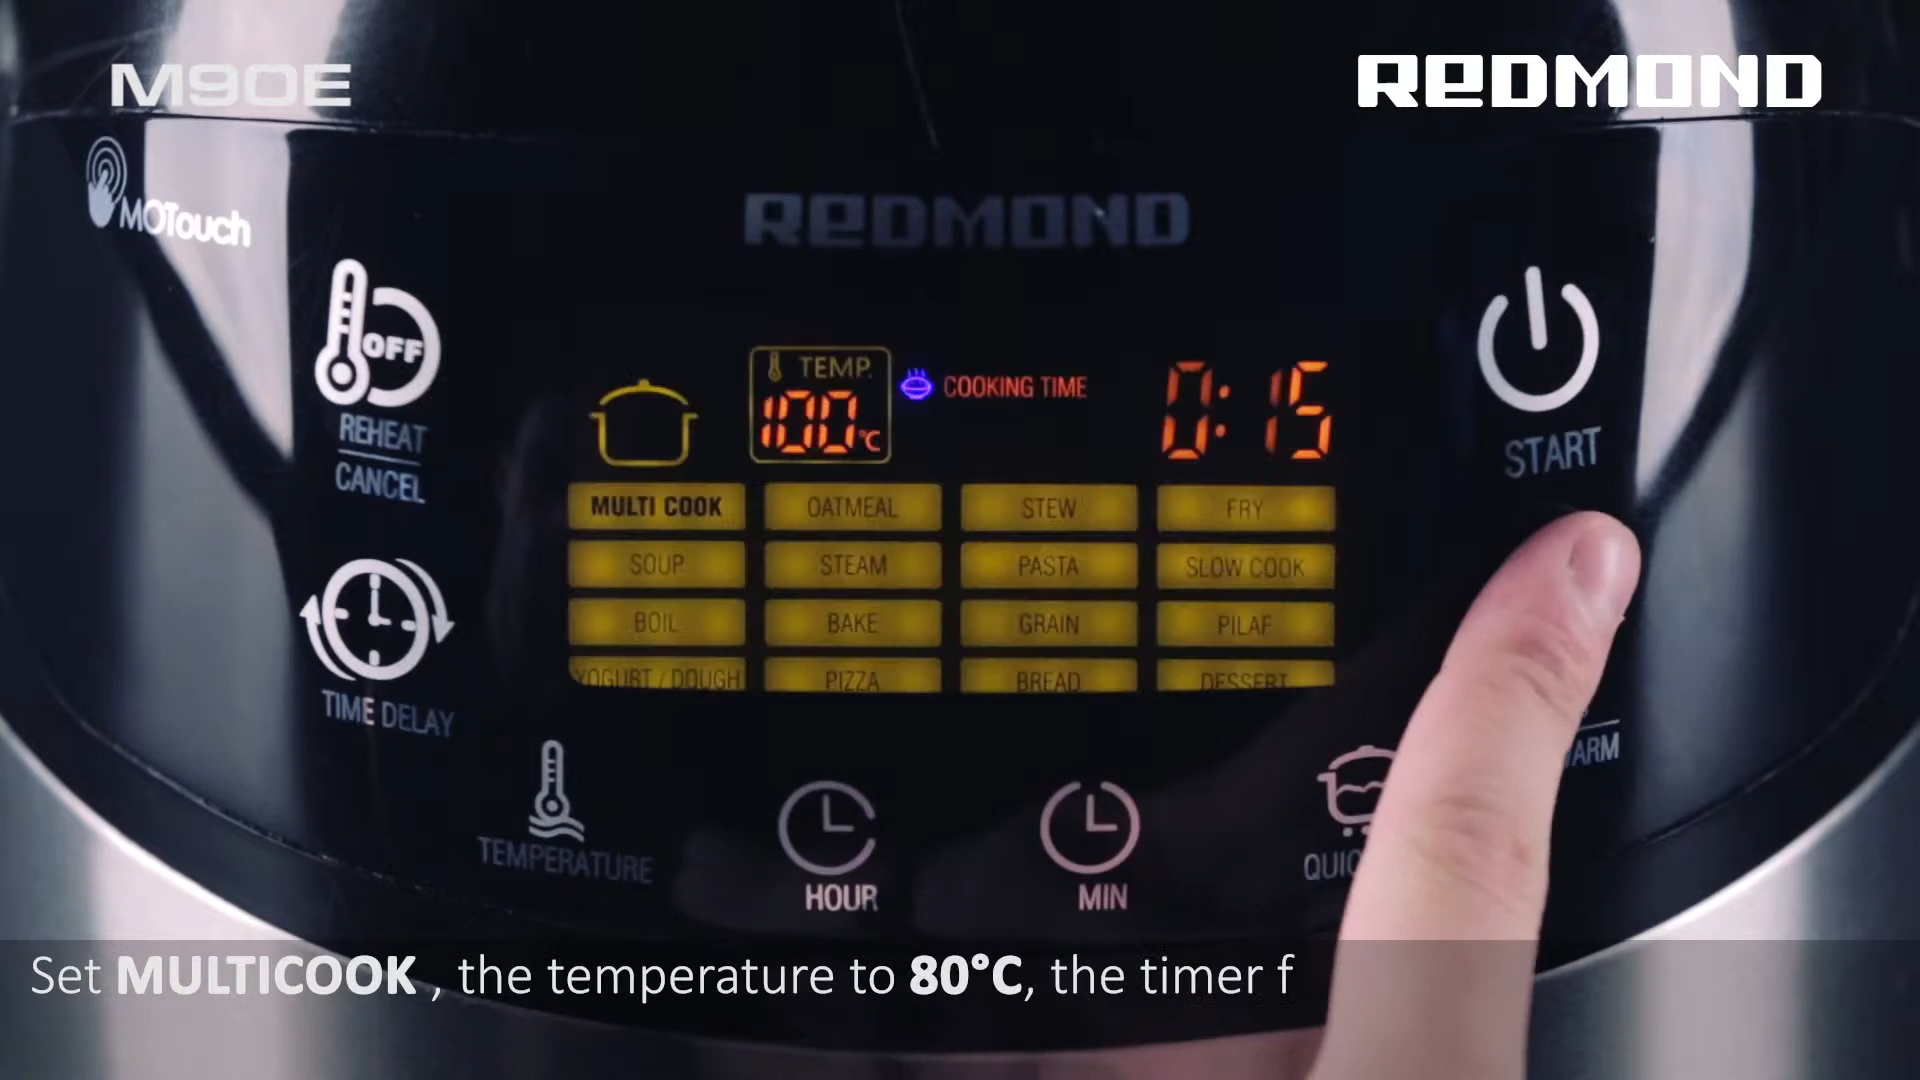 M90E
REDMOND
MOTouch
REDMOND
OFF
REHEAT
CANCEL
TEMP.
100°C
COOKING TIME
0:15
START
MULTI COOK
OATMEAL
STEW
FRY
SOUP
STEAM
PASTA
SLOW COOK
BOIL
BAKE
GRAIN
PILAF
YOGURT / DOUGH
PIZZA
BREAD
DESSERT
TIME DELAY
TEMPERATURE
HOUR
MIN
Set MULTICOOK , the temperature to 80°C, the timer f